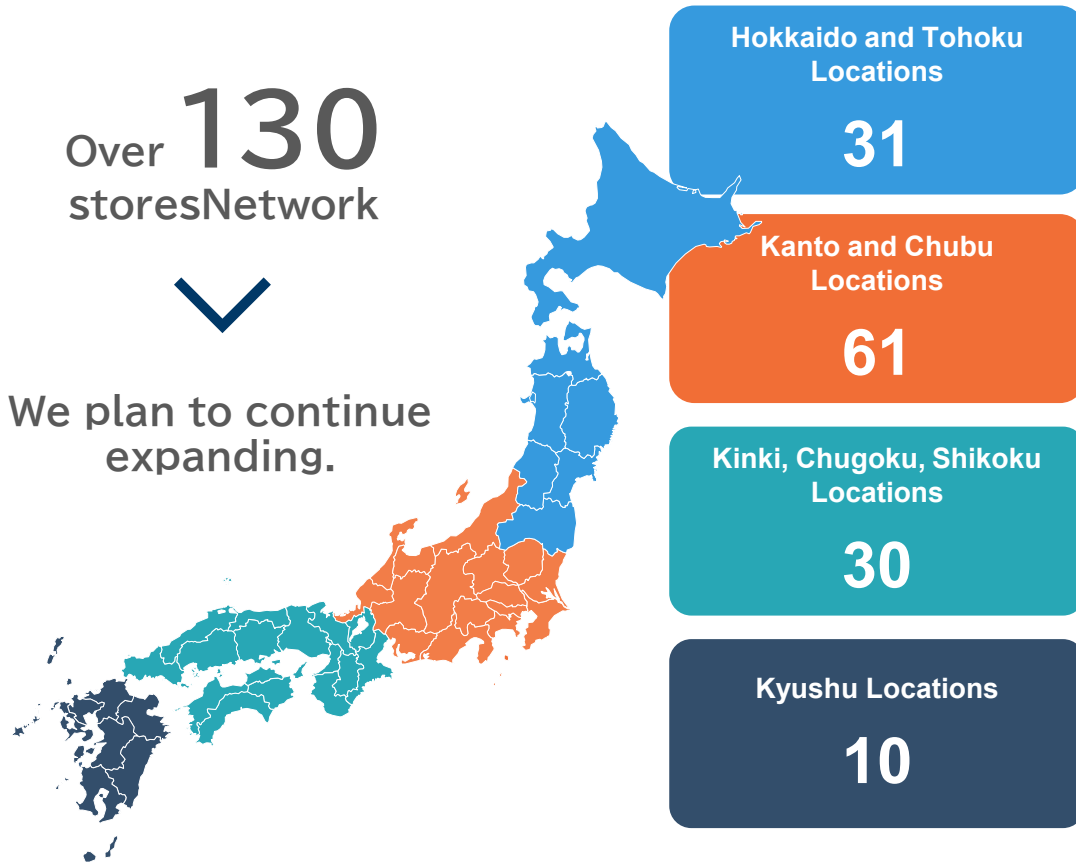 Over 130
storesNetwork
We plan to continue
expanding.
Hokkaido and Tohoku
Locations
31
Kanto and Chubu
Locations
61
Kinki, Chugoku, Shikoku
Locations
30
Kyushu Locations
10